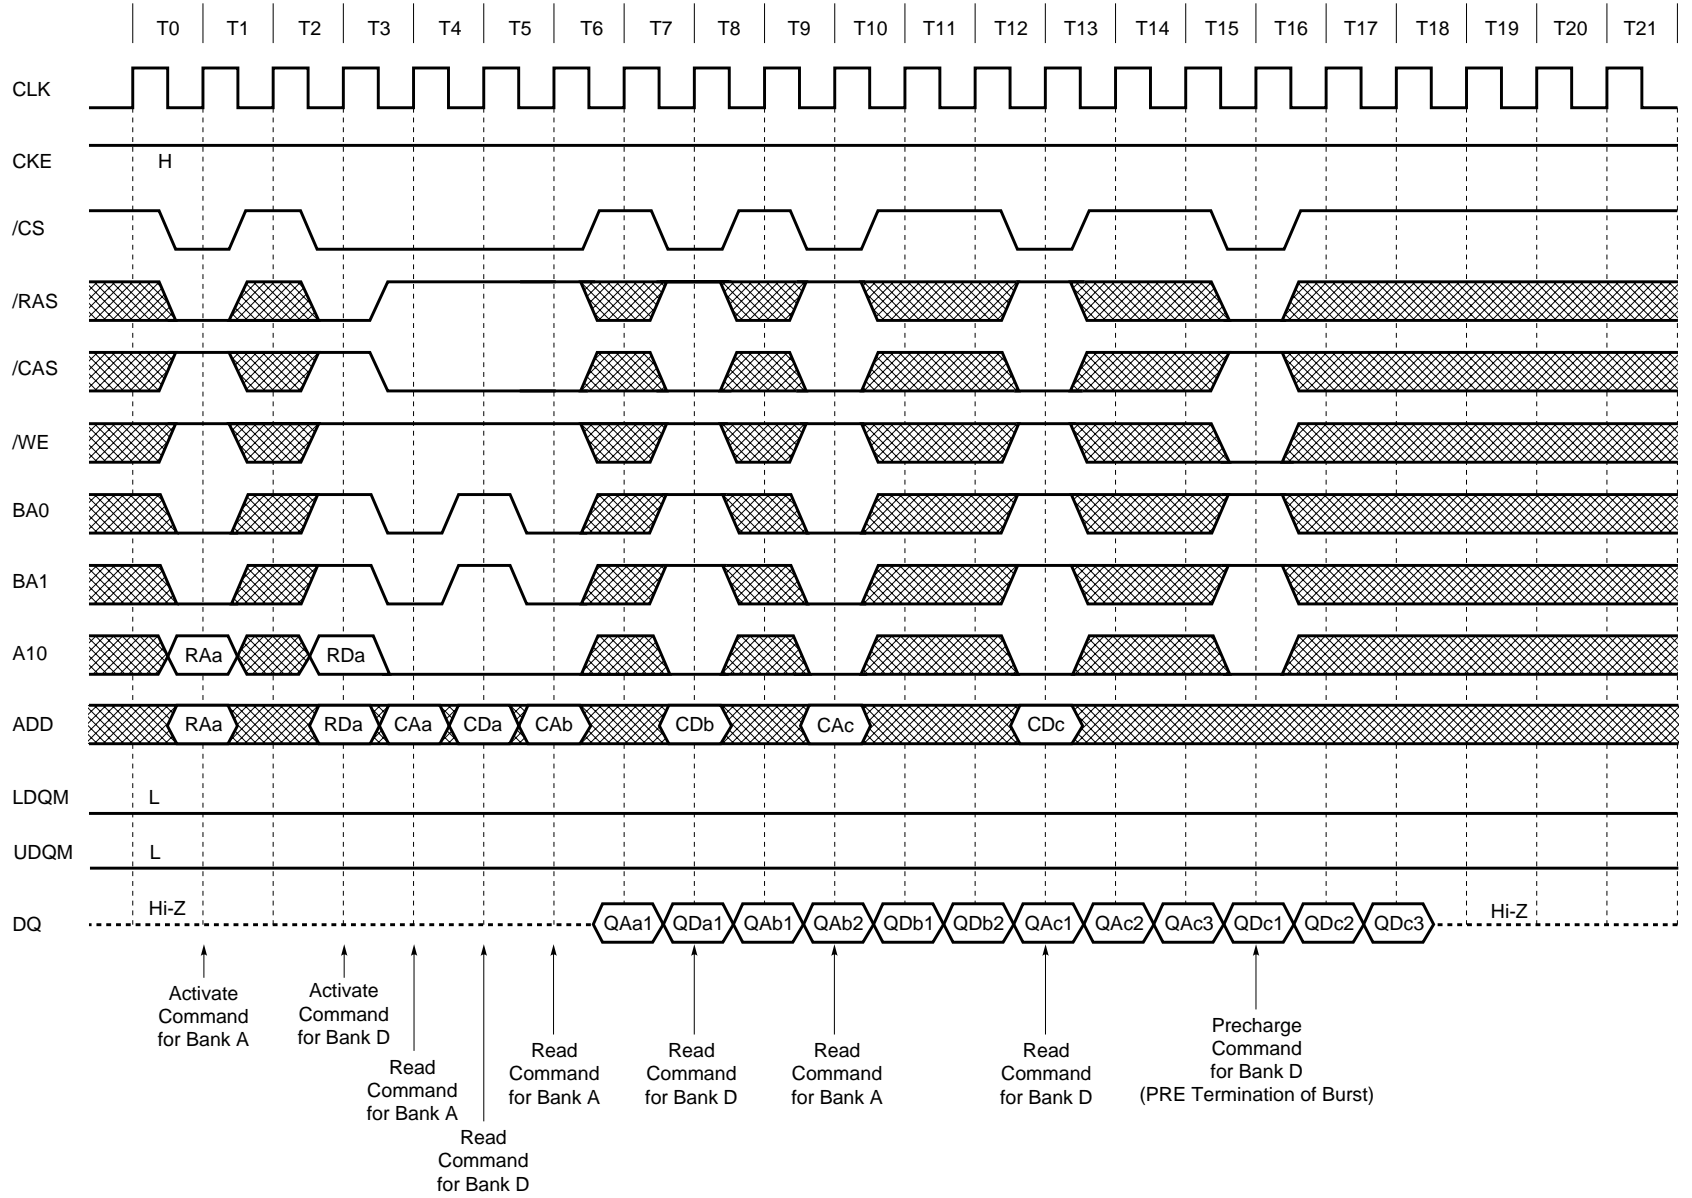 T0 T1 T2 T3 T4 T5 T6 T7 T8 T9 T10 T11 T12 T13 T14 T15 T16 T17 T18 T19 T20 T21
CLK
CKE H
/CS
/RAS
/CAS
/WE
BA0
BA1
A10 RAa RDa
ADD RAa RDa CAa CDa CAb CDb CAc CDc
LDQM L
UDQM L
DQ Hi-Z QAa1 QDa1 QAb1 QAb2 QDb1 QDb2 QAc1 QAc2 QAc3 QDc1 QDc2 QDc3 Hi-Z
Activate
Command
for Bank A
Activate
Command
for Bank D
Read
Command
for Bank A
Read
Command
for Bank D
Read
Command
for Bank A
Read
Command
for Bank D
Read
Command
for Bank A
Read
Command
for Bank D
Precharge
Command
for Bank D
(PRE Termination of Burst)